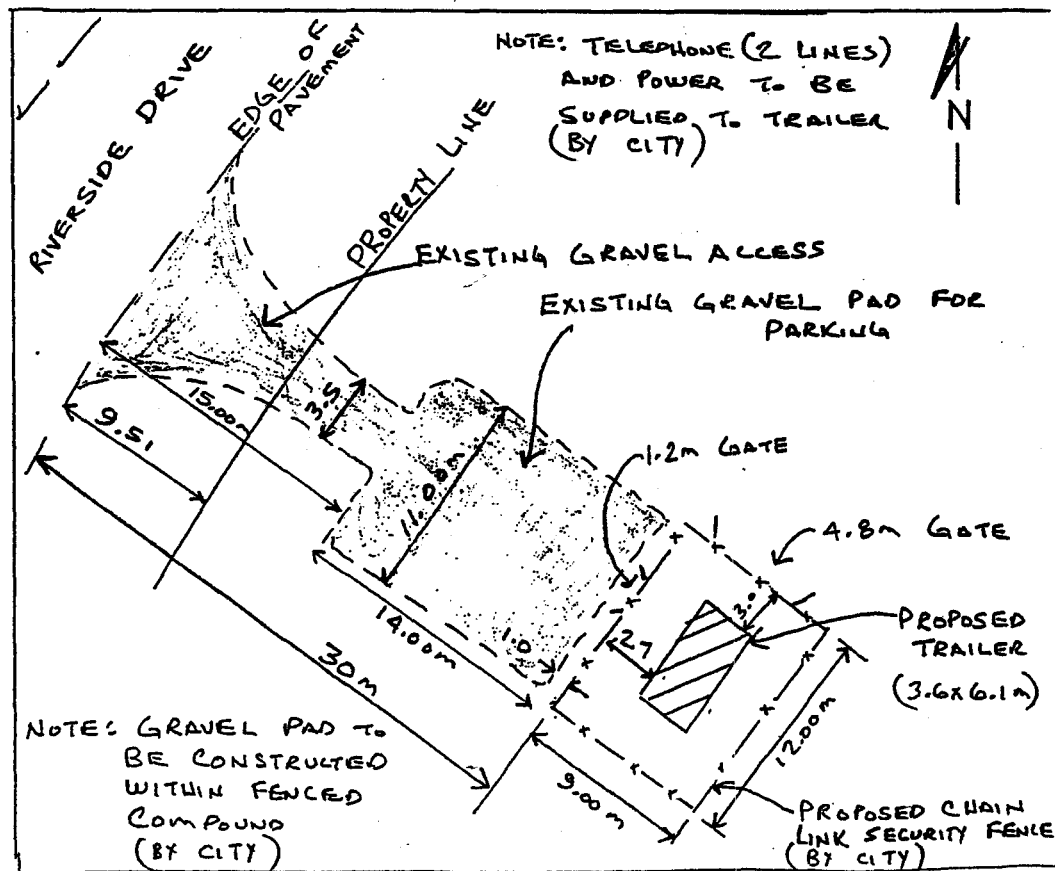 NOTE: TELEPHONE (2 LINES)
AND POWER TO BE
SUPPLIED TO TRAILER
(BY CITY)
N
RIVERSIDE DRIVE
EDGE OF
PAVEMENT
PROPERTY LINE
EXISTING GRAVEL ACCESS
EXISTING GRAVEL PAD FOR
PARKING
15.00m
3.5
9.51
11.00m
1.2m GATE
4.8m GATE
14.00m
1.0
2.7
3.0
30m
PROPOSED
TRAILER
(3.6x6.1m)
12.00m
9.00m
NOTE: GRAVEL PAD TO
BE CONSTRUCTED
WITHIN FENCED
COMPOUND
(BY CITY)
PROPOSED CHAIN
LINK SECURITY FENCE
(BY CITY)